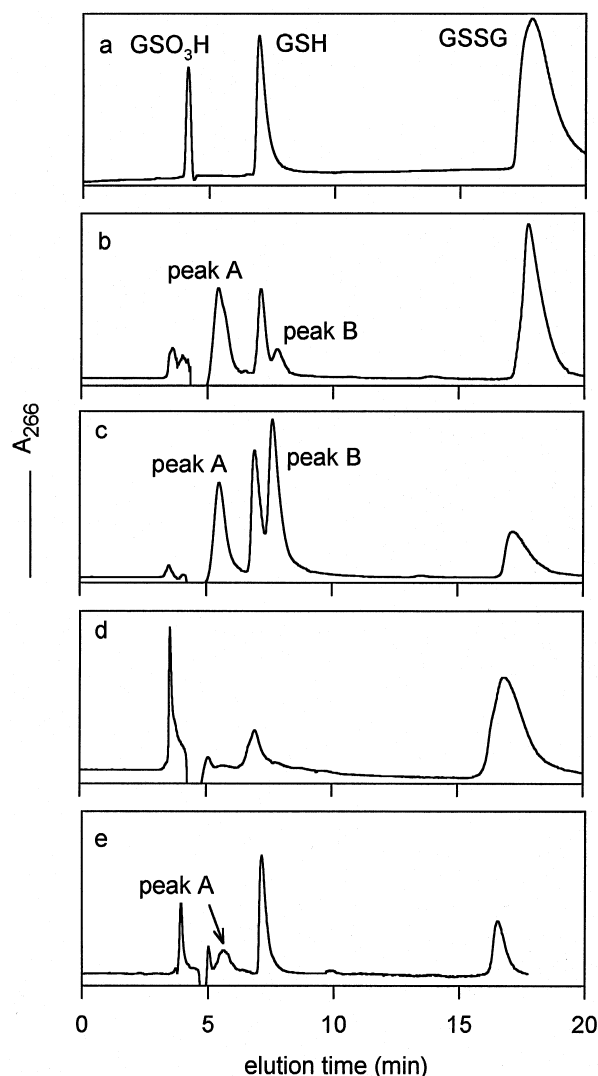 a GSO₃H GSH GSSG
b
peak A
peak B
c
peak A peak B
A₂₆₆
d
e
peak A
0 5 10 15 20
elution time (min)